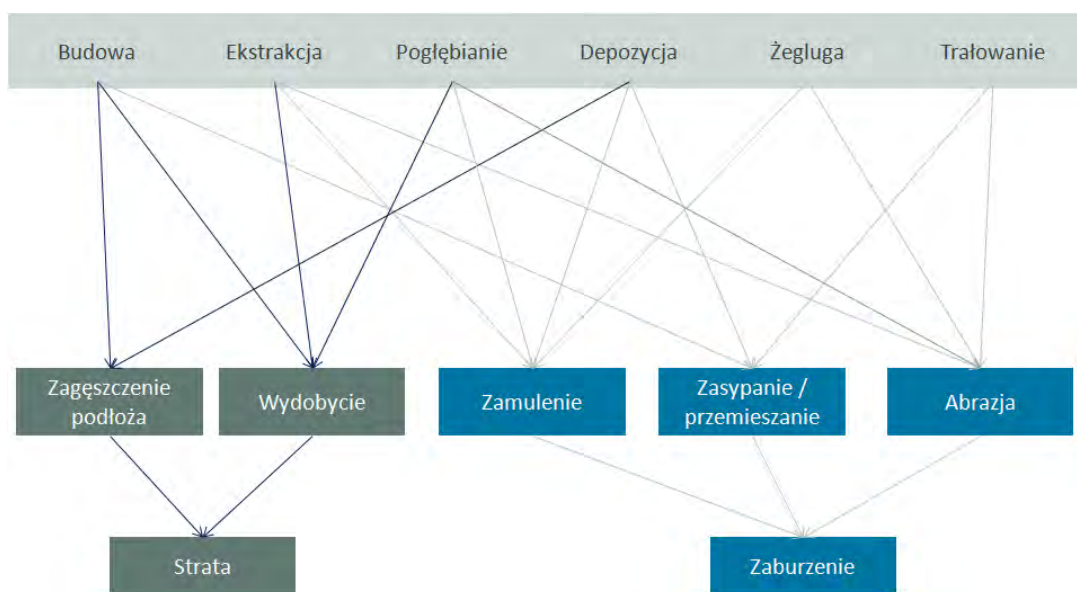 Budowa Ekstrakcja Pogłębianie Depozycja Żegluga Trałowanie
Zagęszczenie
podłoża
Wydobycie
Zamulenie
Zasypanie /
przemieszanie
Abrazja
Strata
Zaburzenie